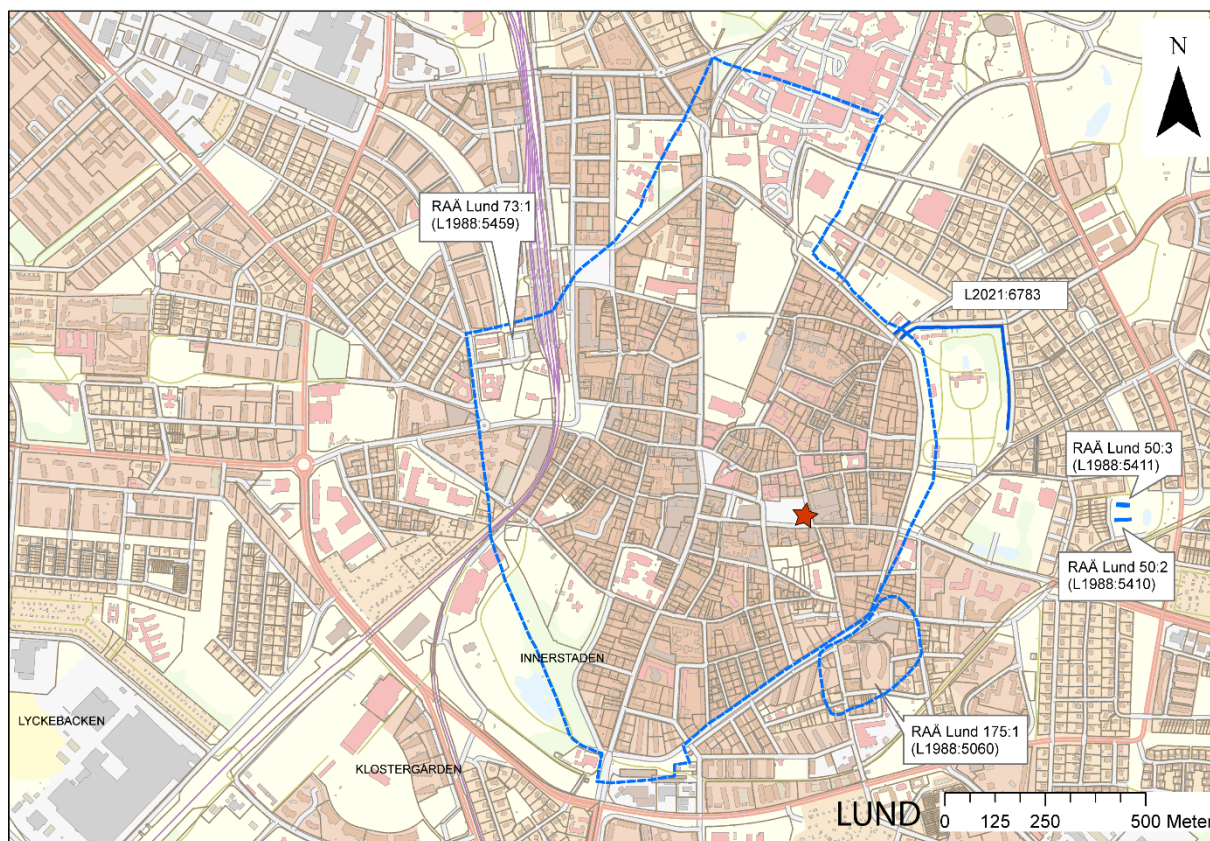 N
RAÄ Lund 73:1
(L1988:5459)
L2021:6783
RAÄ Lund 50:3
(L1988:5411)
RAÄ Lund 50:2
(L1988:5410)
INNERSTADEN
LYCKEBACKEN
KLOSTERGÅRDEN
RAÄ Lund 175:1
(L1988:5060)
LUND
0 125 250 500 Meter